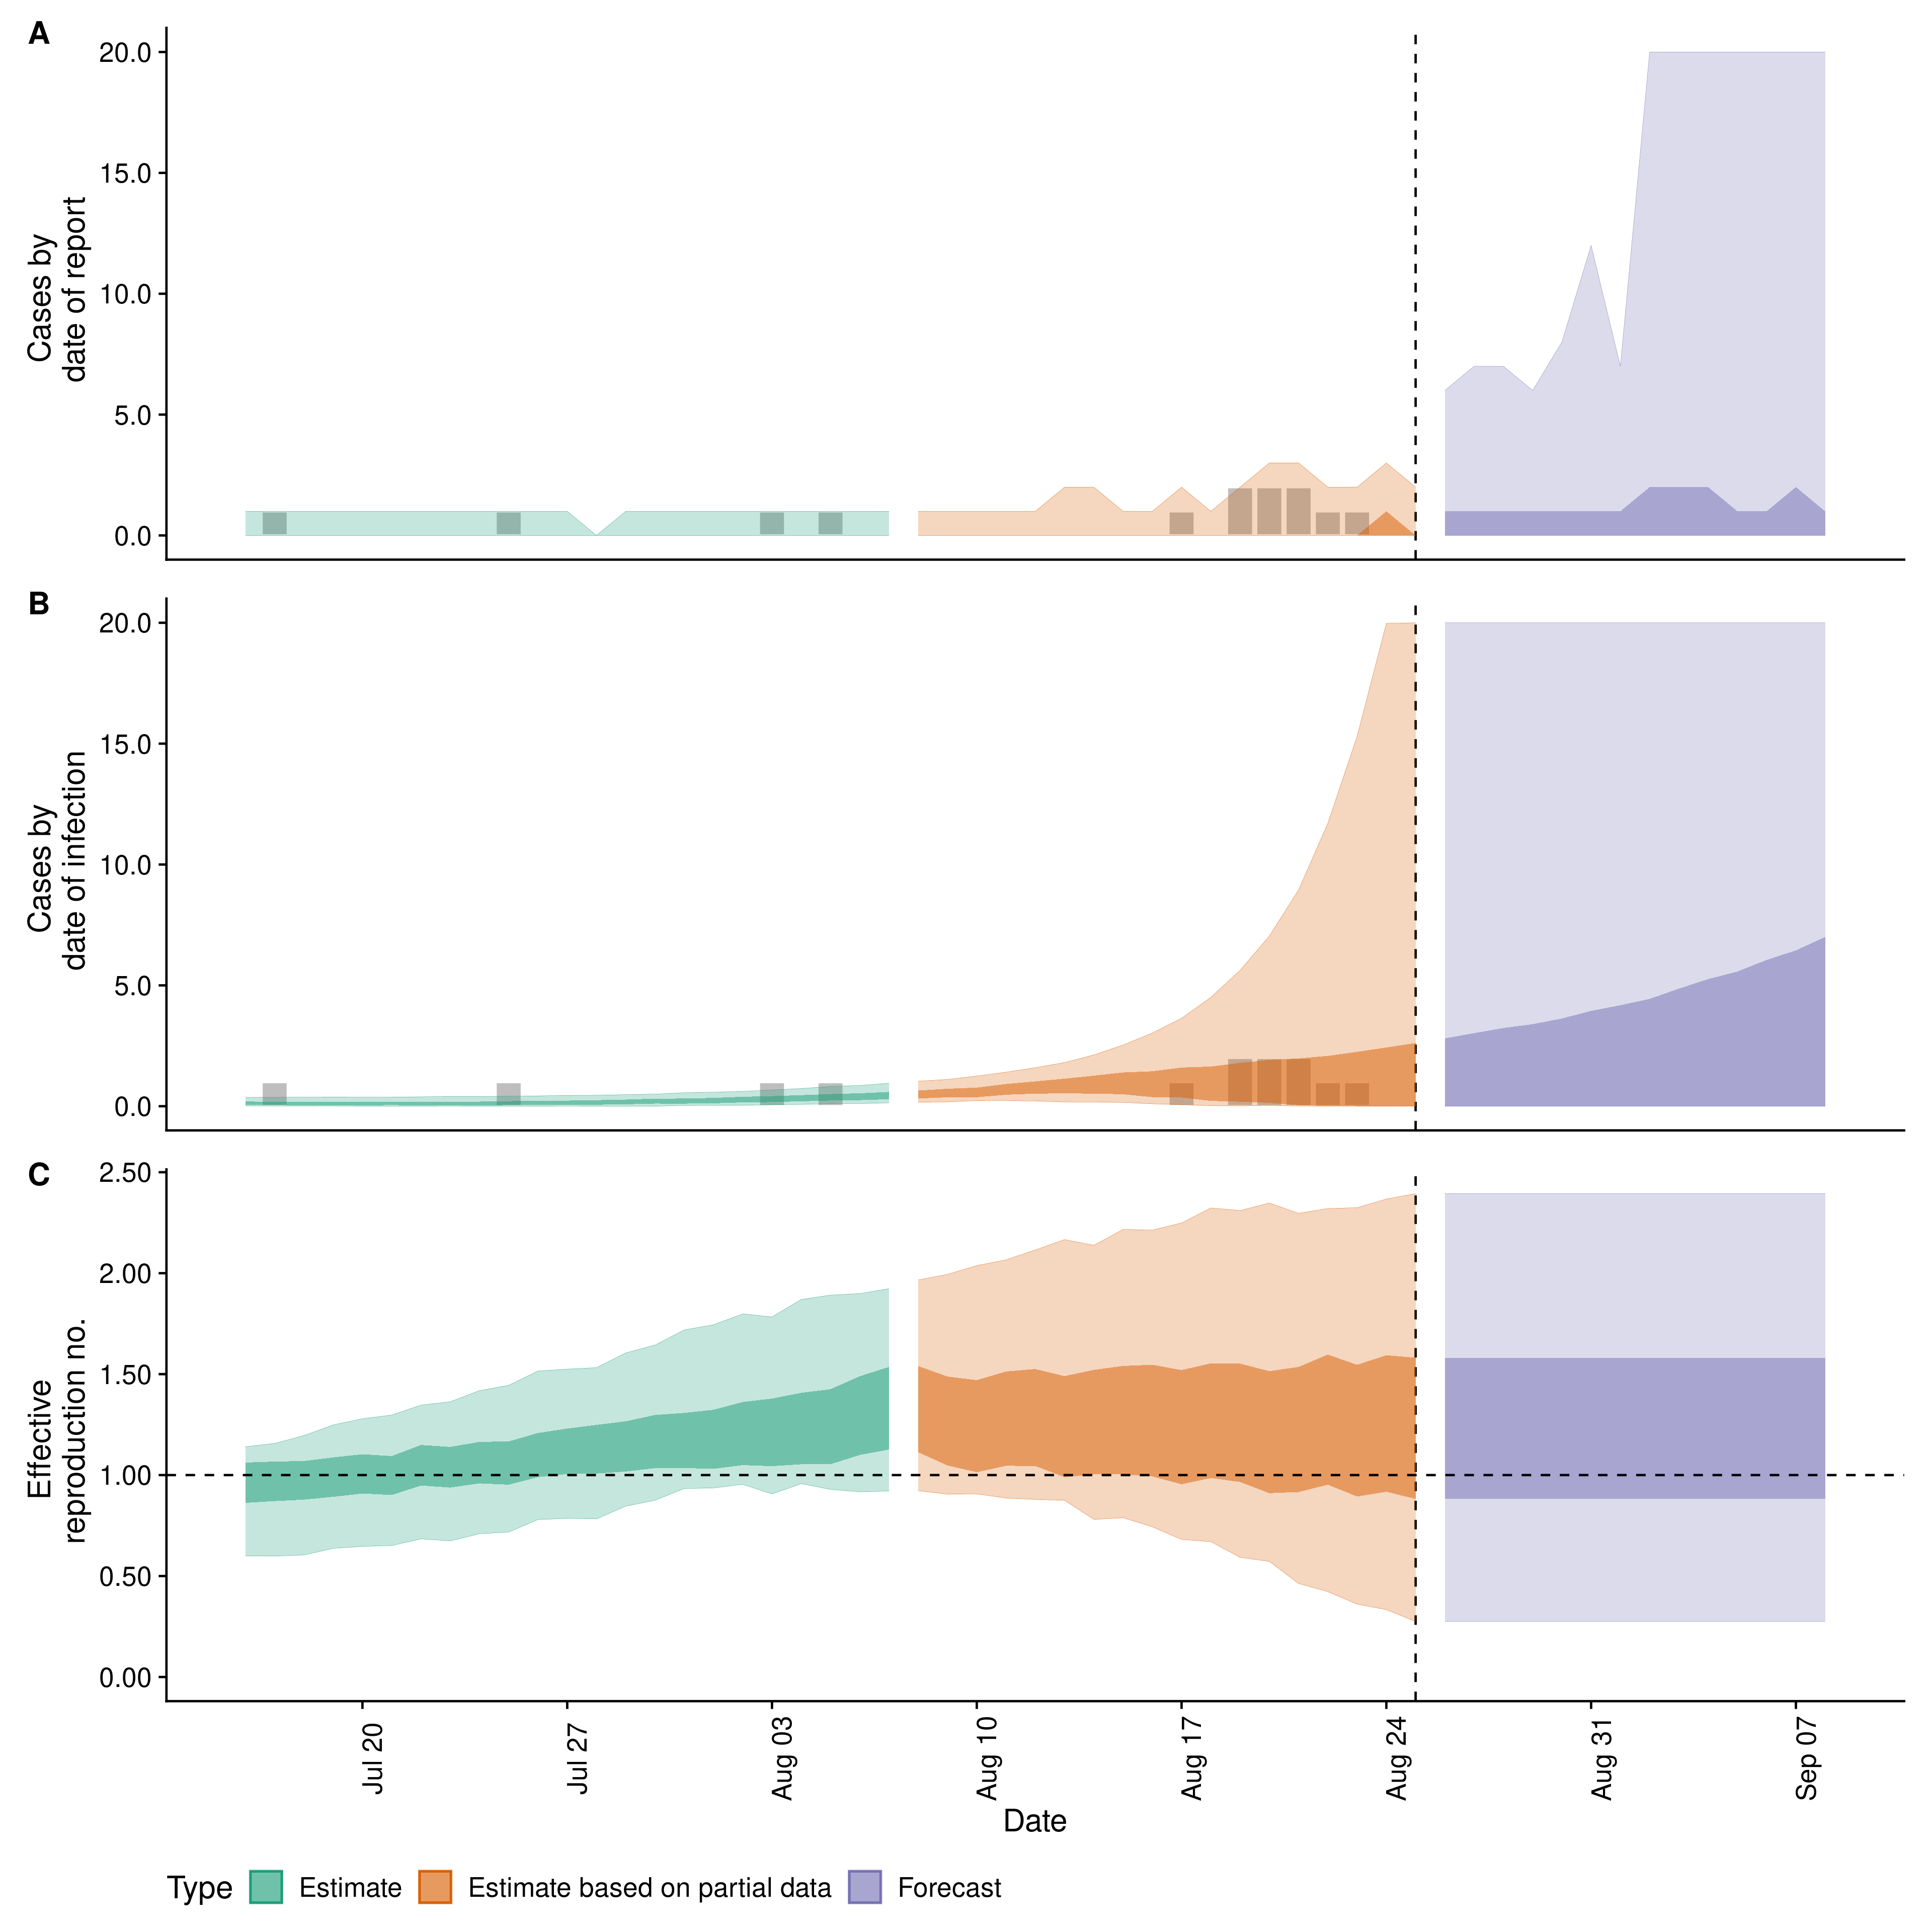 A
20.0
15.0
10.0
5.0
0.0
Cases by
date of report
B
20.0
15.0
10.0
5.0
0.0
Cases by
date of infection
C
2.50
2.00
1.50
1.00
0.50
0.00
Effective
reproduction no.
Jul 20
Jul 27
Aug 03
Aug 10
Aug 17
Aug 24
Aug 31
Sep 07
Date
Type Estimate Estimate based on partial data Forecast